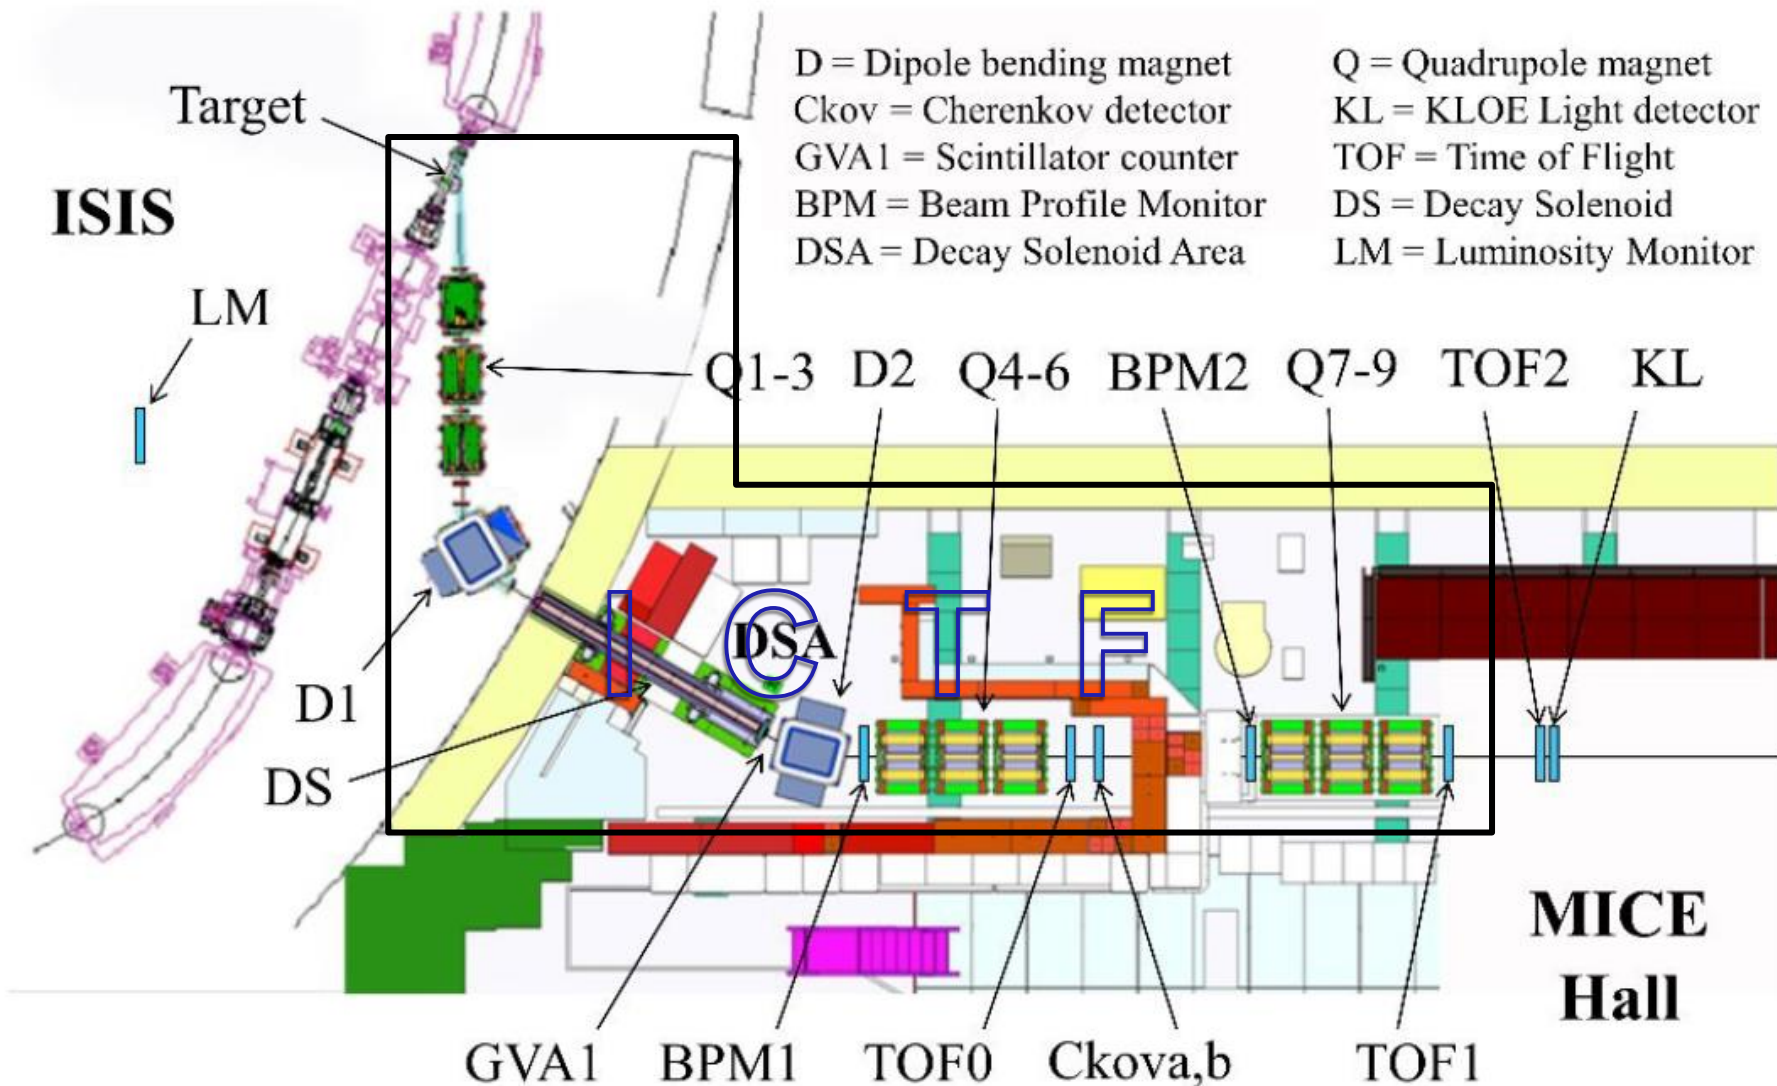 D = Dipole bending magnet
Q = Quadrupole magnet
Ckov = Cherenkov detector
KL = KLOE Light detector
GVA1 = Scintillator counter
TOF = Time of Flight
BPM = Beam Profile Monitor
DS = Decay Solenoid
DSA = Decay Solenoid Area
LM = Luminosity Monitor
Target
ISIS
LM
Q1-3
D2
Q4-6
BPM2
Q7-9
TOF2
KL
I C T F
DSA
D1
DS
MICE
Hall
GVA1
BPM1
TOF0
Ckova,b
TOF1